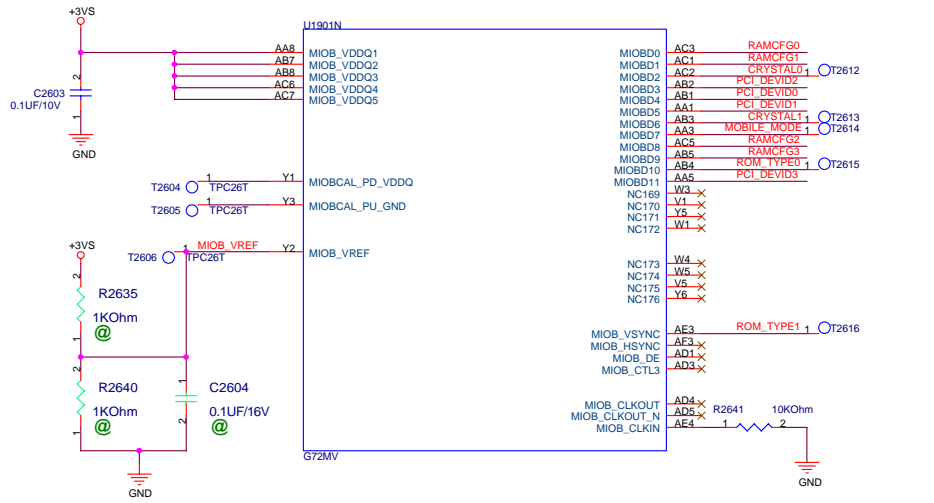 +3VS
U1901N
AA8 MIOB_VDDQ1
AB7 MIOB_VDDQ2
AB8 MIOB_VDDQ3
AC6 MIOB_VDDQ4
AC7 MIOB_VDDQ5
2
C2603
0.1UF/10V
1
GND
MIOBD0 AC3 RAMCFG0
MIOBD1 AC1 RAMCFG1
MIOBD2 AC2 CRYSTAL0 1 T2612
MIOBD3 AB2 PCI_DEVID2
MIOBD4 AB1 PCI_DEVID0
MIOBD5 AA1 PCI_DEVID1
MIOBD6 AB3 CRYSTAL1 1 T2613
MIOBD7 AA3 MOBILE_MODE 1 T2614
MIOBD8 AC5 RAMCFG2
MIOBD9 AB5 RAMCFG3
MIOBD10 AB4 ROM_TYPE0 1 T2615
MIOBD11 AA5 PCI_DEVID3
NC169 W3
NC170 V1
NC171 Y5
NC172 W1
T2604 1 TPC26T Y1 MIOBCAL_PD_VDDQ
T2605 1 TPC26T Y3 MIOBCAL_PU_GND
T2606 1 TPC26T MIOB_VREF Y2 MIOB_VREF
NC173 W4
NC174 W5
NC175 V5
NC176 Y6
+3VS
2
R2635
1KOhm
@
1
2
R2640
1KOhm
@
1
1
C2604
0.1UF/16V
2
@
GND
MIOB_VSYNC AE3 ROM_TYPE1 1 T2616
MIOB_HSYNC AF3
MIOB_DE AD1
MIOB_CTL3 AD3
MIOB_CLKOUT AD4
MIOB_CLKOUT_N AD5
MIOB_CLKIN AE4 1 R2641 10KOhm 2
GND
G72MV